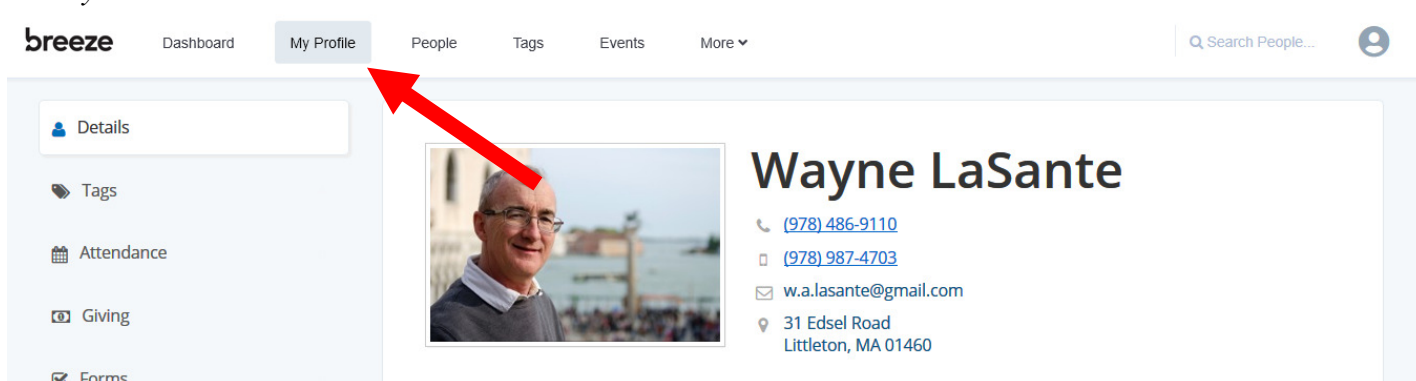 breeze Dashboard My Profile People Tags Events More Search People...
Details
Tags
Attendance
Giving
Forms
Wayne LaSante
(978) 486-9110
(978) 987-4703
w.a.lasante@gmail.com
31 Edsel Road
Littleton, MA 01460